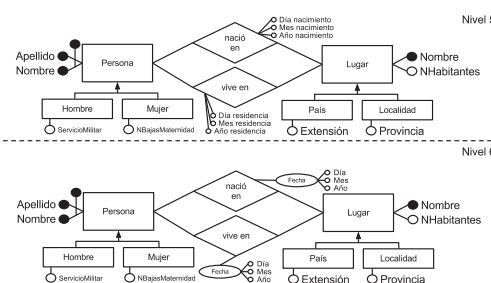 Nivel 5
nació
en
Día nacimiento
Mes nacimiento
Año nacimiento
Apellido
Nombre
Persona
Lugar
Nombre
NHabitantes
vive en
Día residencia
Mes residencia
Año residencia
Hombre
Mujer
País
Localidad
ServicioMilitar
NBajasMaternidad
Extensión
Provincia
Nivel
nació
en
Fecha
Día
Mes
Año
Apellido
Nombre
Persona
Lugar
Nombre
NHabitantes
vive en
Hombre
Mujer
País
Localidad
Fecha
Día
Mes
Año
ServicioMilitar
NBajasMaternidad
Extensión
Provincia